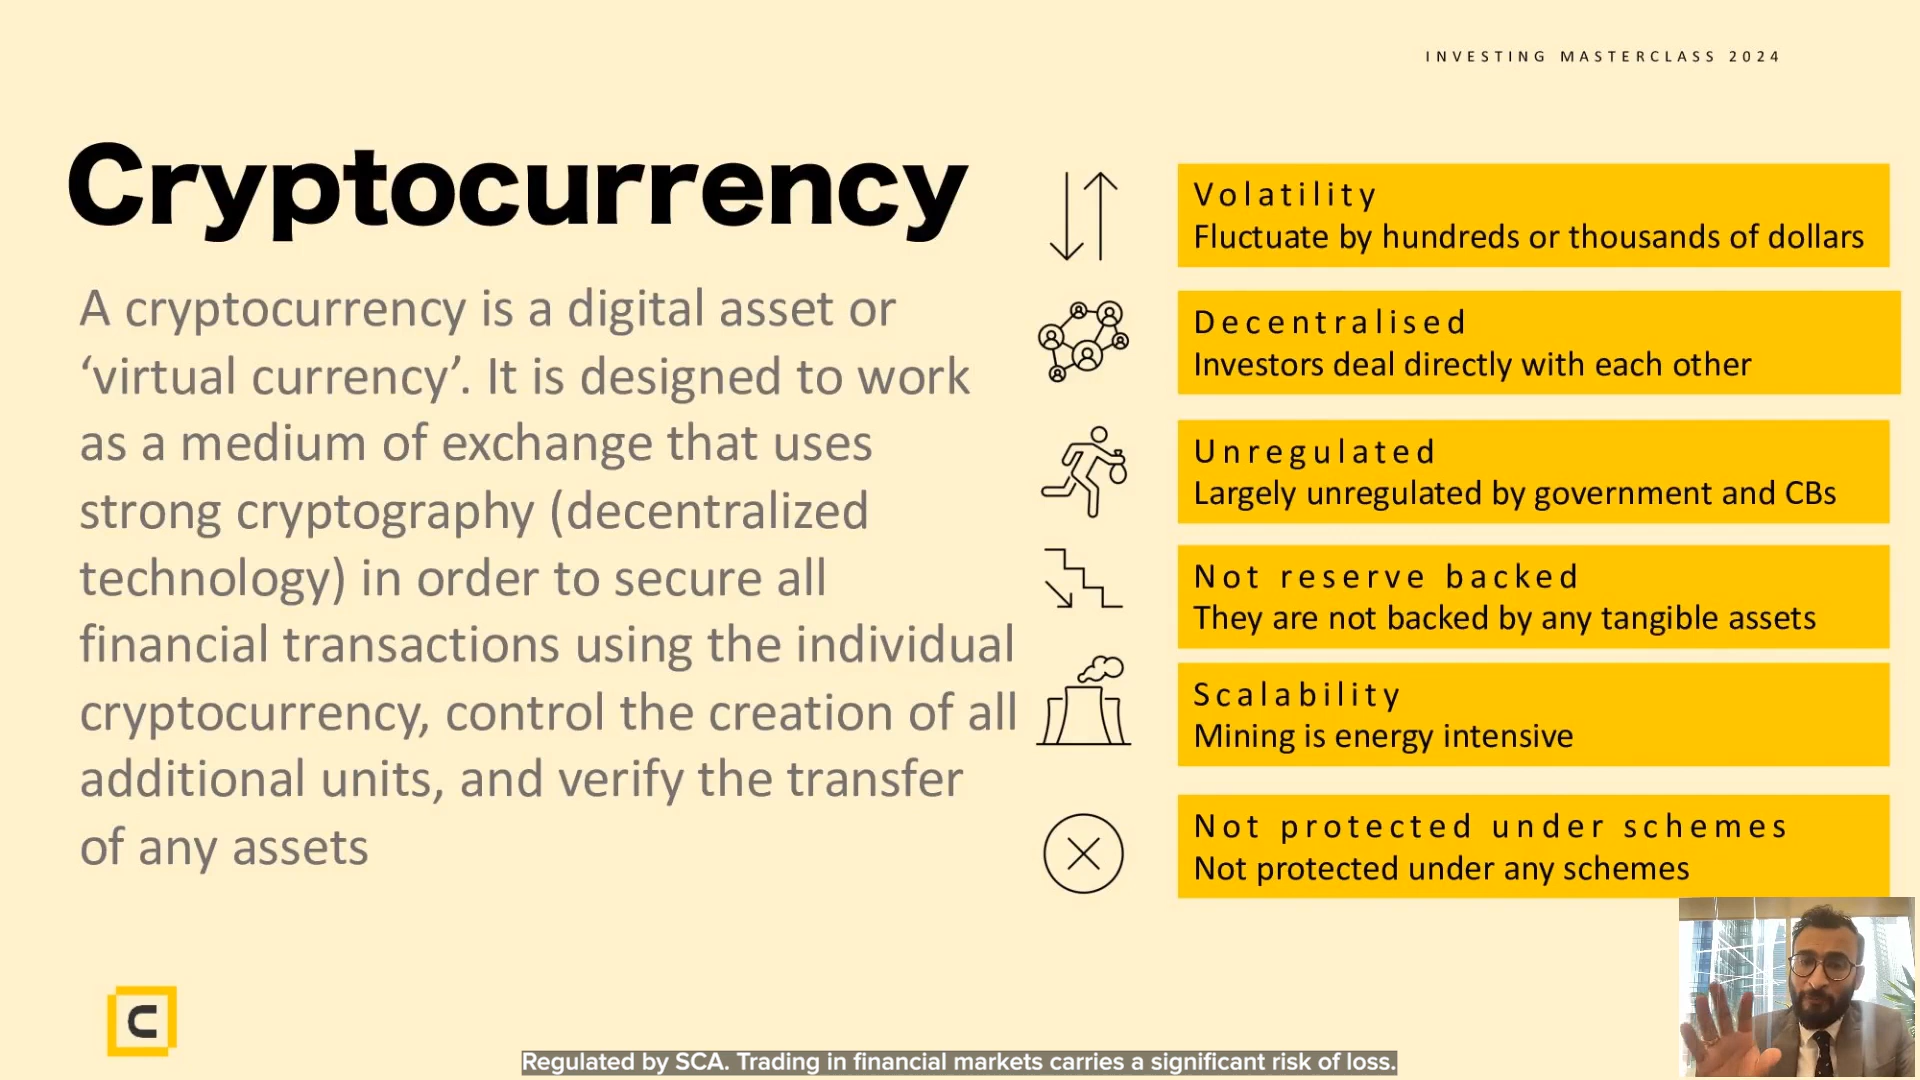 INVESTING MASTERCLASS 2024
Cryptocurrency
A cryptocurrency is a digital asset or
‘virtual currency’. It is designed to work
as a medium of exchange that uses
strong cryptography (decentralized
technology) in order to secure all
financial transactions using the individual
cryptocurrency, control the creation of all
additional units, and verify the transfer
of any assets
Volatility
Fluctuate by hundreds or thousands of dollars
Decentralised
Investors deal directly with each other
Unregulated
Largely unregulated by government and CBs
Not reserve backed
They are not backed by any tangible assets
Scalability
Mining is energy intensive
Not protected under schemes
Not protected under any schemes
C
Regulated by SCA. Trading in financial markets carries a significant risk of loss.